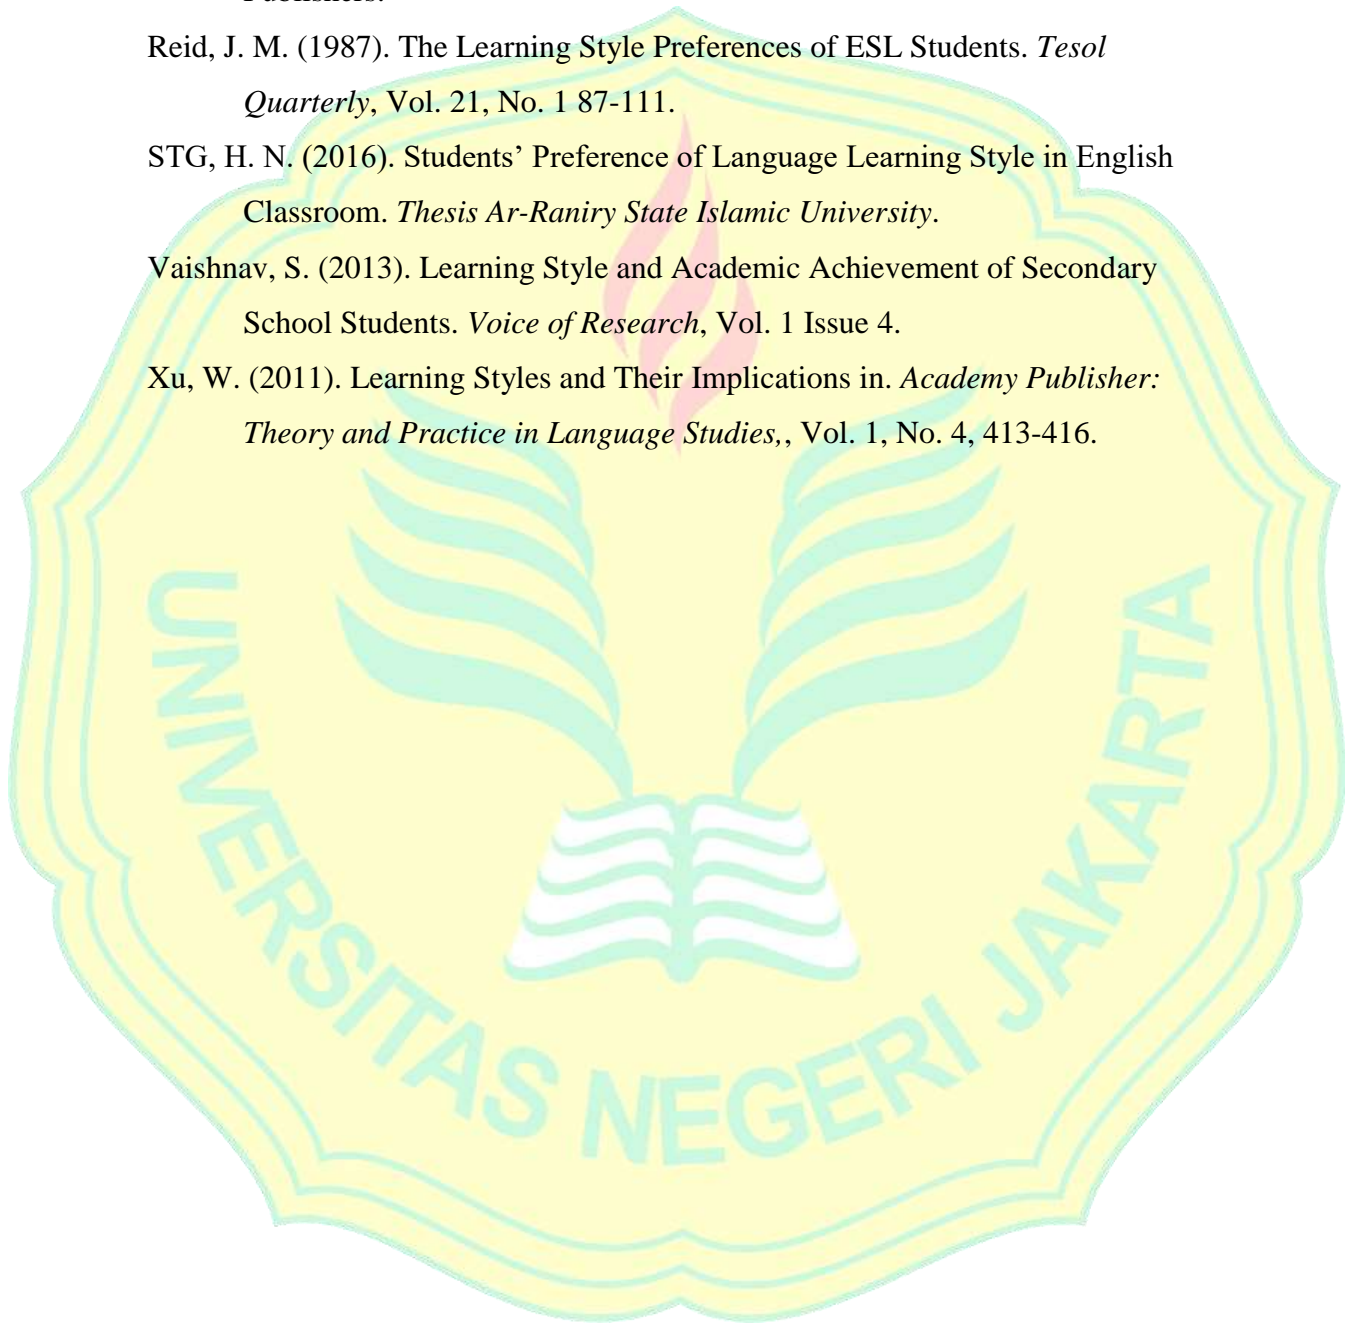 Publishers.
Reid, J. M. (1987). The Learning Style Preferences of ESL Students. Tesol
Quarterly, Vol. 21, No. 1 87-111.
STG, H. N. (2016). Students’ Preference of Language Learning Style in English
Classroom. Thesis Ar-Raniry State Islamic University.
Vaishnav, S. (2013). Learning Style and Academic Achievement of Secondary
School Students. Voice of Research, Vol. 1 Issue 4.
Xu, W. (2011). Learning Styles and Their Implications in. Academy Publisher:
Theory and Practice in Language Studies,, Vol. 1, No. 4, 413-416.
UNIVERSITAS NEGERI JAKARTA